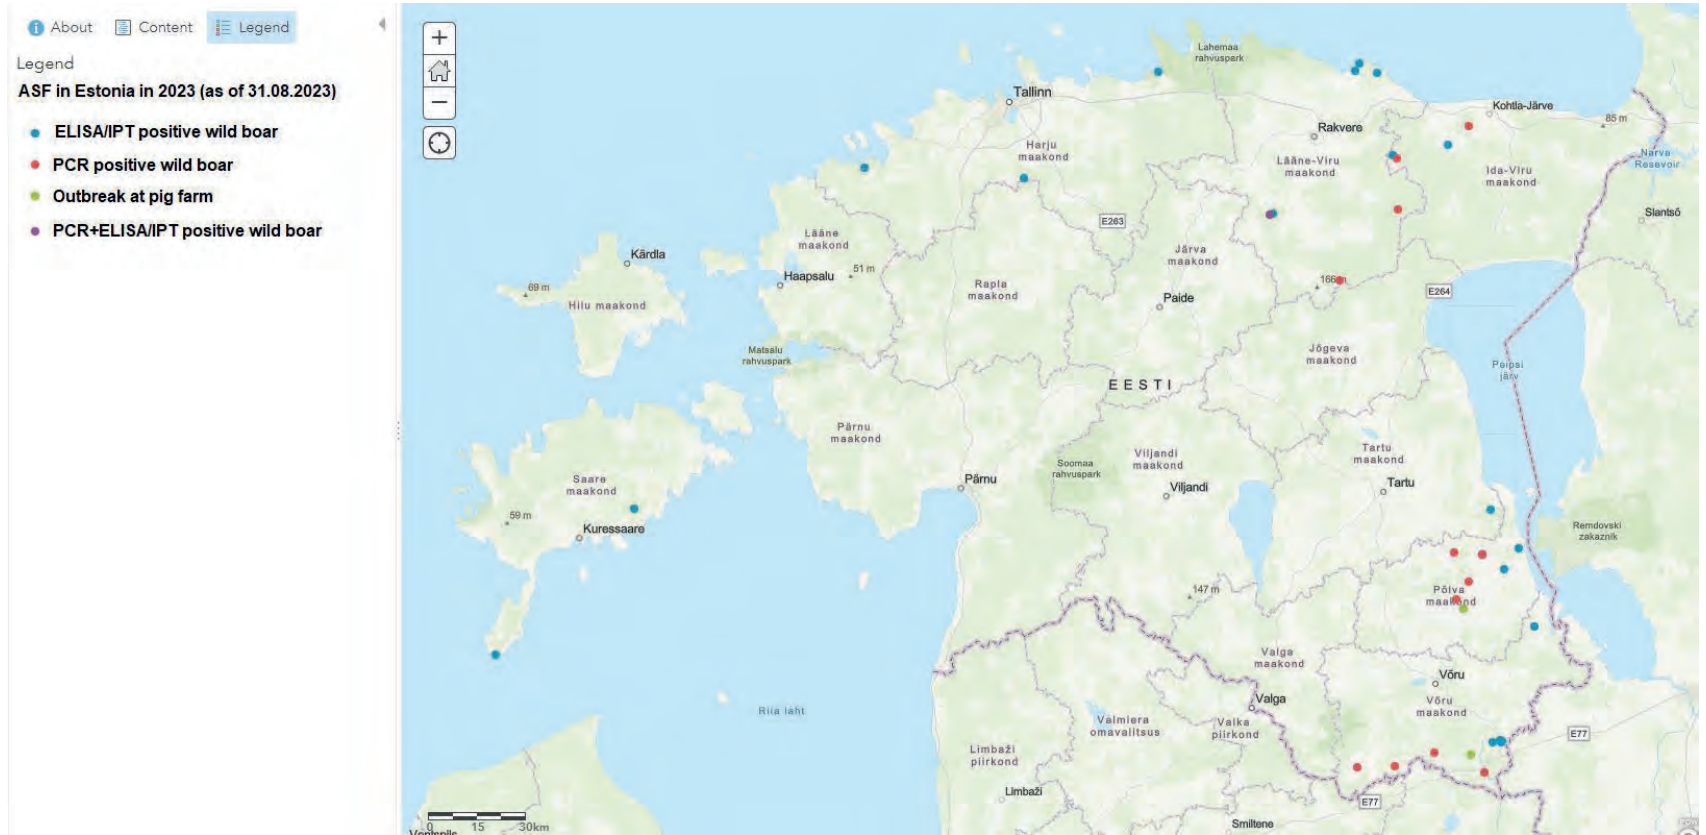 About Content Legend
Legend
ASF in Estonia in 2023 (as of 31.08.2023)
ELISA/IPT positive wild boar
PCR positive wild boar
Outbreak at pig farm
PCR+ELISA/IPT positive wild boar
Lahemaa
rahvuspark
Tallinn
Kohtla-Järve
85 m
Rakvere
Harju
maakond
Lääne-Viru
maakond
Narva
Resevoir
Ida-Viru
maakond
Slantsõ
E263
Lääne
maakond
Kärdla
Järva
maakond
Haapsalu
51 m
69 m
Hilu maakond
Rapla
maakond
166 m
E264
Paide
Matsalu
rahvuspark
Jõgeva
maakond
Peipsi
järv
EESTI
Pärnu
maakond
Soomaa
rahvuspark
Viljandi
maakond
Tartu
maakond
Saare
maakond
Pärnu
Viljandi
Tartu
59 m
Kuressaare
Remdovski
zakaznik
147 m
Põlva
maakond
Valga
maakond
Võru
Valga
Võru
maakond
Riia laht
Valmiera
omavalitsus
Valka
piirkond
E77
Limbaži
piirkond
Limbaži
E77
0 15 30km
Smiltene
Ventspils